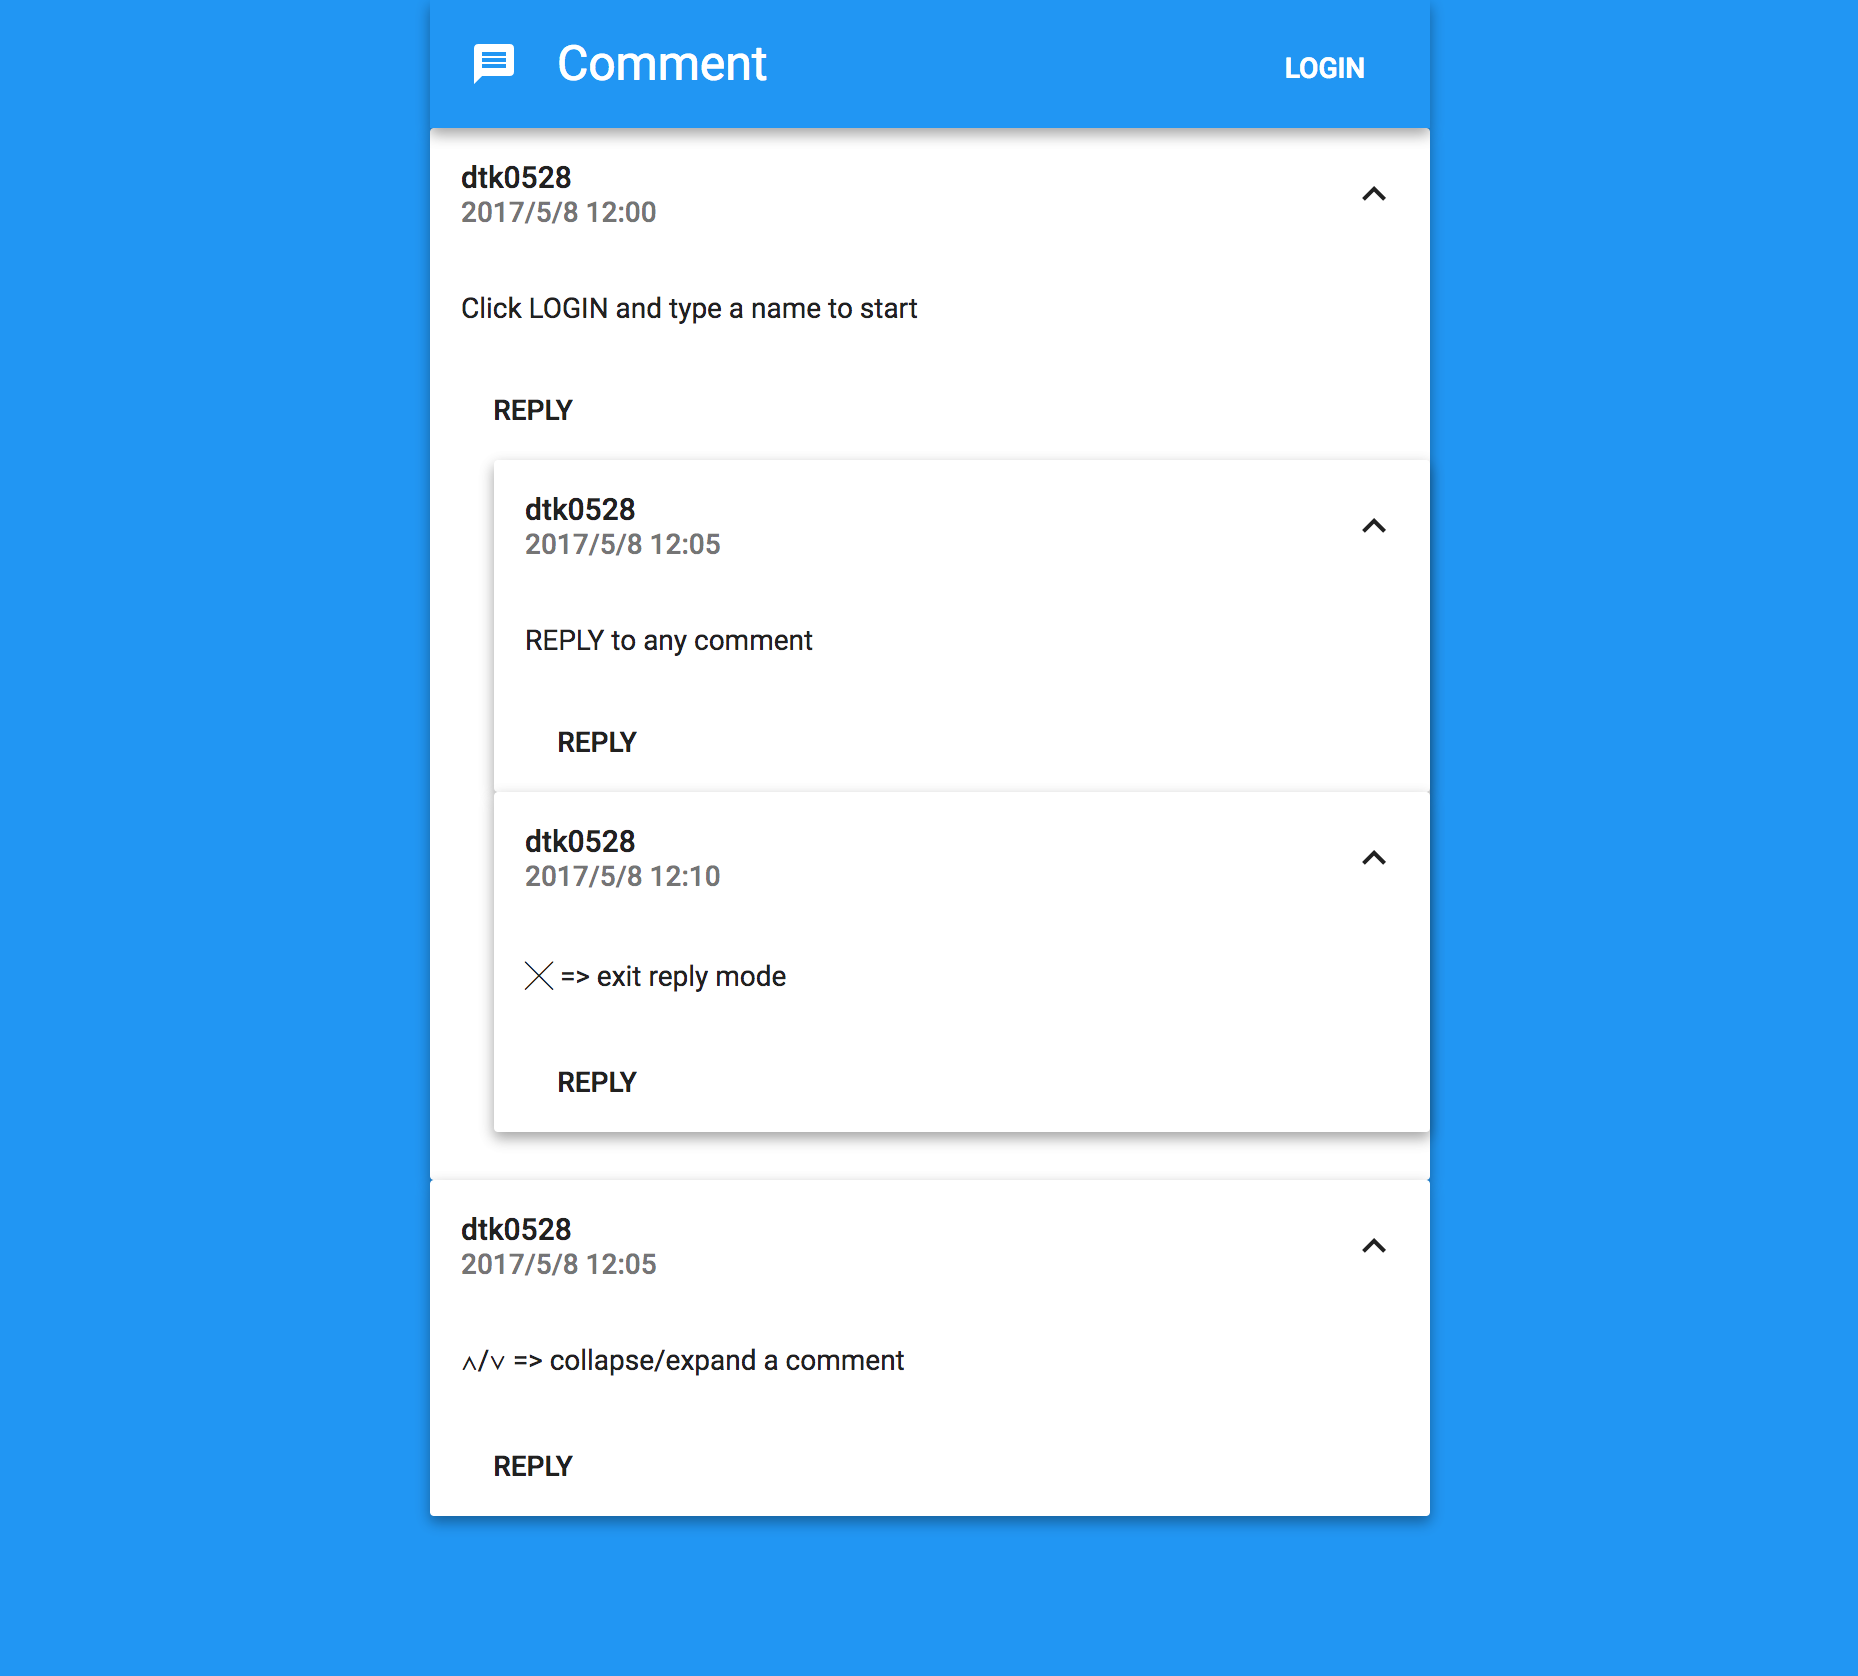 Comment
LOGIN
dtk0528
2017/5/8 12:00
Click LOGIN and type a name to start
REPLY
dtk0528
2017/5/8 12:05
REPLY to any comment
REPLY
dtk0528
2017/5/8 12:10
╳ => exit reply mode
REPLY
dtk0528
2017/5/8 12:05
˄/˅ => collapse/expand a comment
REPLY